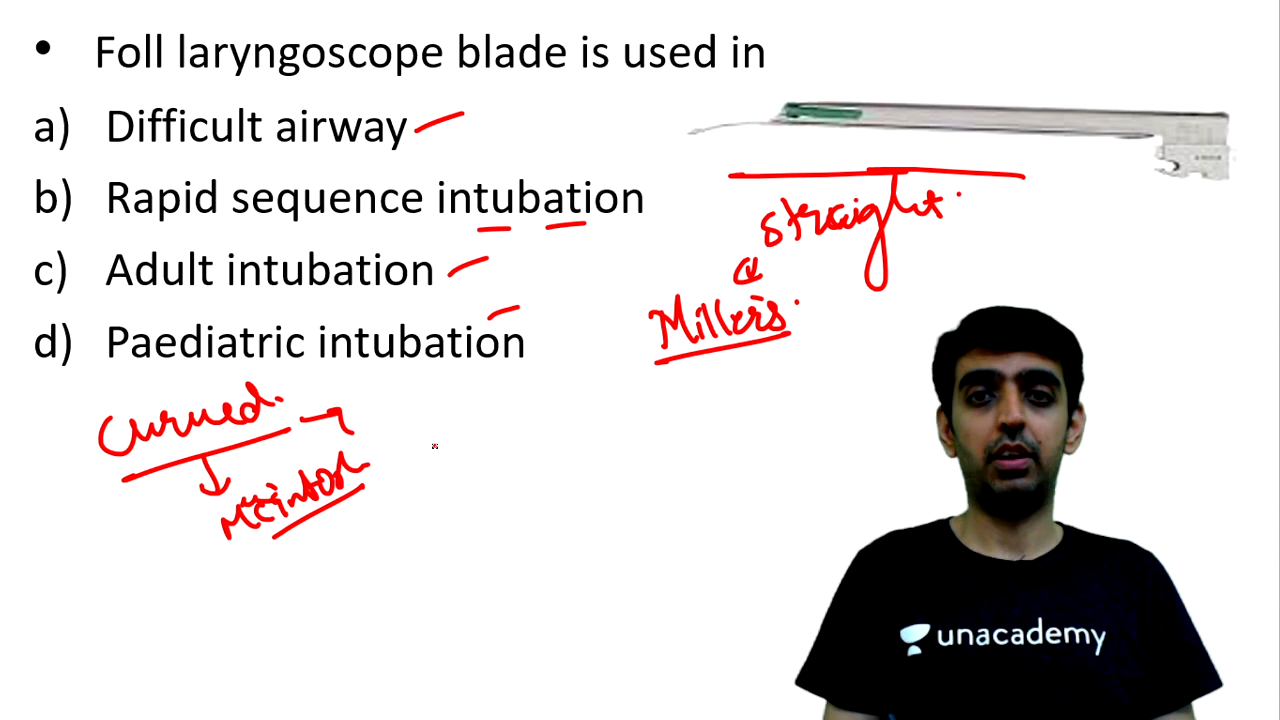 • Foll laryngoscope blade is used in
a) Difficult airway
b) Rapid sequence intubation
c) Adult intubation
d) Paediatric intubation
straight.
Miller's.
Curved.
Mcintosh
unacademy